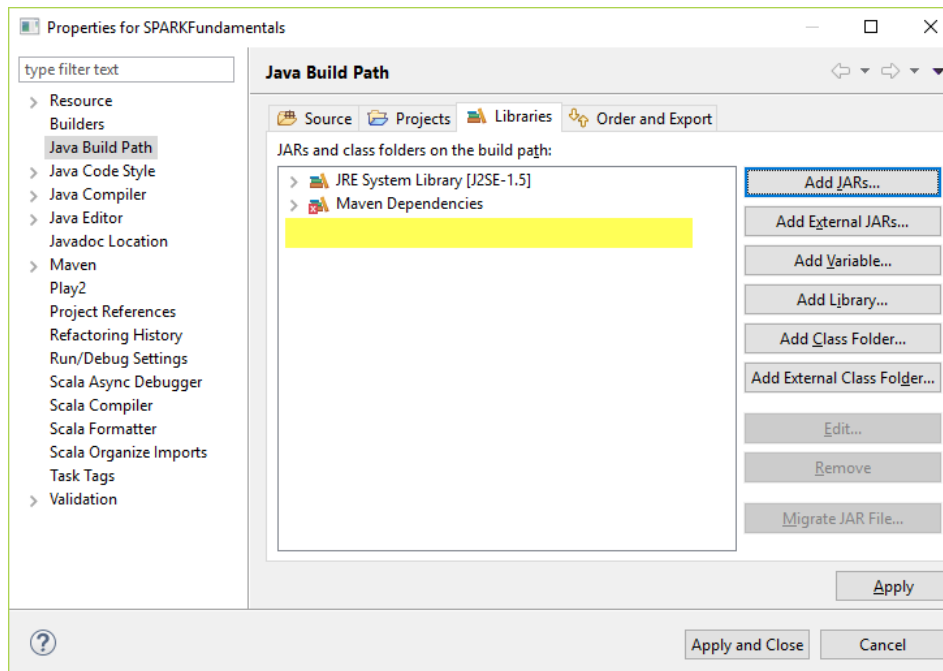 Properties for SPARKFundamentals
type filter text
Resource
Builders
Java Build Path
Java Code Style
Java Compiler
Java Editor
Javadoc Location
Maven
Play2
Project References
Refactoring History
Run/Debug Settings
Scala Async Debugger
Scala Compiler
Scala Formatter
Scala Organize Imports
Task Tags
Validation
Java Build Path
Source Projects Libraries Order and Export
JARs and class folders on the build path:
JRE System Library [J2SE-1.5]
Maven Dependencies
Add JARs...
Add External JARs...
Add Variable...
Add Library...
Add Class Folder...
Add External Class Folder...
Edit...
Remove
Migrate JAR File...
Apply
?
Apply and Close Cancel